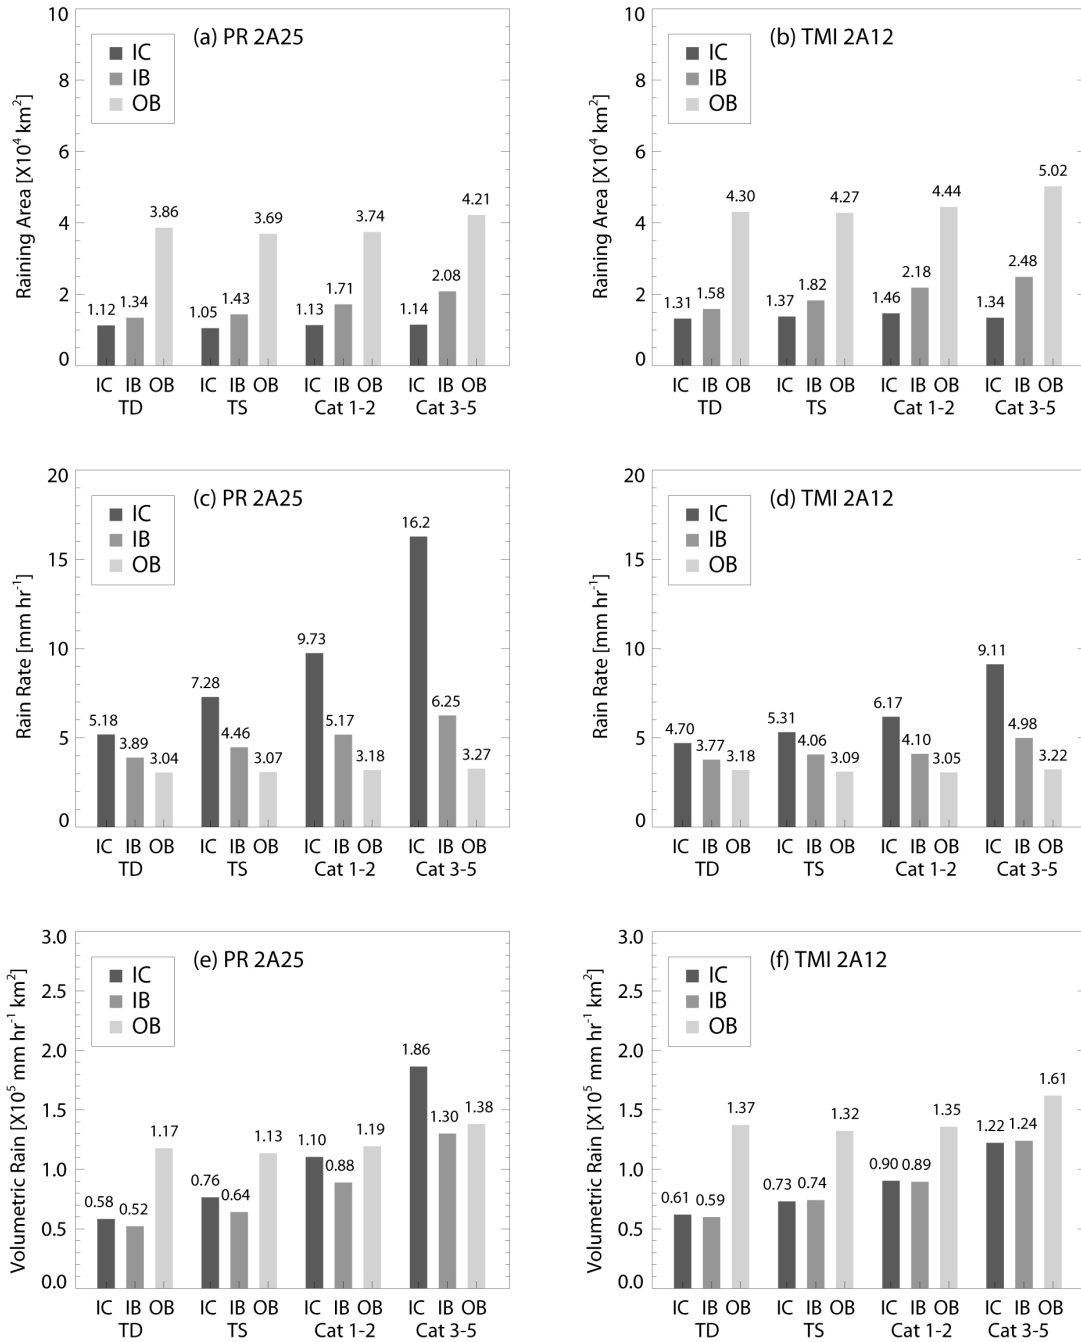 (a) PR 2A25
IC
IB
OB
Raining Area [X10⁴ km²]
10
8
6
4
2
0
1.12 1.34 3.86 1.05 1.43 3.69 1.13 1.71 3.74 1.14 2.08 4.21
IC IB OB IC IB OB IC IB OB IC IB OB
TD TS Cat 1-2 Cat 3-5
(b) TMI 2A12
IC
IB
OB
Raining Area [X10⁴ km²]
10
8
6
4
2
0
1.31 1.58 4.30 1.37 1.82 4.27 1.46 2.18 4.44 1.34 2.48 5.02
IC IB OB IC IB OB IC IB OB IC IB OB
TD TS Cat 1-2 Cat 3-5
(c) PR 2A25
IC
IB
OB
Rain Rate [mm hr⁻¹]
20
15
10
5
0
5.18 3.89 3.04 7.28 4.46 3.07 9.73 5.17 3.18 16.2 6.25 3.27
IC IB OB IC IB OB IC IB OB IC IB OB
TD TS Cat 1-2 Cat 3-5
(d) TMI 2A12
IC
IB
OB
Rain Rate [mm hr⁻¹]
20
15
10
5
0
4.70 3.77 3.18 5.31 4.06 3.09 6.17 4.10 3.05 9.11 4.98 3.22
IC IB OB IC IB OB IC IB OB IC IB OB
TD TS Cat 1-2 Cat 3-5
(e) PR 2A25
IC
IB
OB
Volumetric Rain [X10⁵ mm hr⁻¹ km²]
3.0
2.5
2.0
1.5
1.0
0.5
0.0
0.58 0.52 1.17 0.76 0.64 1.13 1.10 0.88 1.19 1.86 1.30 1.38
IC IB OB IC IB OB IC IB OB IC IB OB
TD TS Cat 1-2 Cat 3-5
(f) TMI 2A12
IC
IB
OB
Volumetric Rain [X10⁵ mm hr⁻¹ km²]
3.0
2.5
2.0
1.5
1.0
0.5
0.0
0.61 0.59 1.37 0.73 0.74 1.32 0.90 0.89 1.35 1.22 1.24 1.61
IC IB OB IC IB OB IC IB OB IC IB OB
TD TS Cat 1-2 Cat 3-5